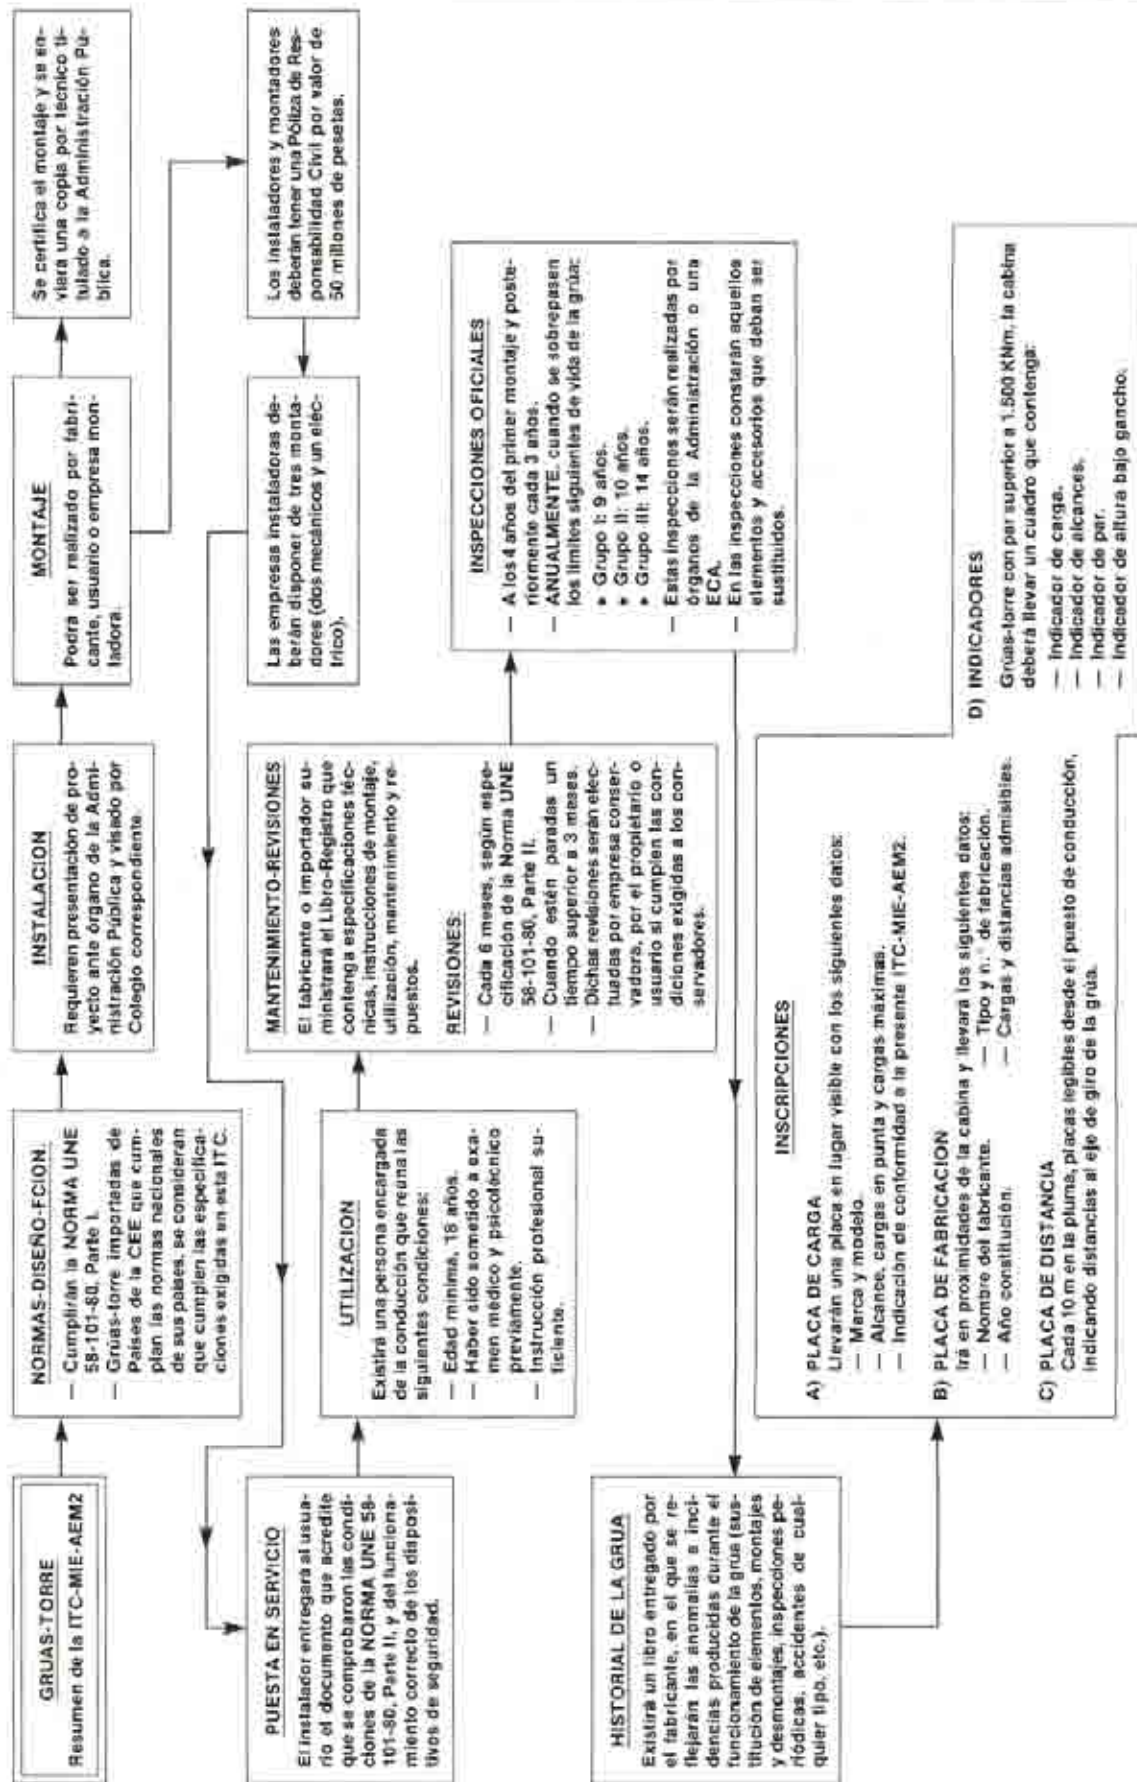 GRUAS-TORRE
Resumen de la ITC-MIE-AEM2
NORMAS-DISEÑO-FCION.
— Cumplirán la NORMA UNE
58-101-80, Parte I.
— Grúas-torre importadas de
Países de la CEE que cum-
plan las normas nacionales
de sus países, se consideran
que cumplen las especifica-
ciones exigidas en esta ITC.
INSTALACION
Requieren presentación de pro-
yecto ante órgano de la Admi-
nistración Pública y visado por
Colegio correspondiente.
MONTAJE
Podrá ser realizado por fabri-
cante, usuario o empresa mon-
tadora.
Se certifica el montaje y se en-
viará una copia por técnico ti-
tulado a la Administración Pú-
blica.
Los instaladores y montadores
deberán tener una Póliza de Res-
ponsabilidad Civil por valor de
50 millones de pesetas.
Las empresas instaladoras de-
berán disponer de tres monta-
dores (dos mecánicos y un eléc-
trico).
PUESTA EN SERVICIO
El instalador entregará al usua-
rio el documento que acredite
que se comprobaron las condi-
ciones de la NORMA UNE 58-
101-80, Parte II, y del funciona-
miento correcto de los disposi-
tivos de seguridad.
UTILIZACION
Existirá una persona encargada
de la conducción que reúna las
siguientes condiciones:
— Edad mínima, 18 años.
— Haber sido sometido a exa-
men médico y psicotécnico
previamente.
— Instrucción profesional su-
ficiente.
MANTENIMIENTO-REVISIONES
El fabricante o importador su-
ministrará el Libro-Registro que
contenga especificaciones téc-
nicas, instrucciones de montaje,
utilización, mantenimiento y re-
puestos.
REVISIONES:
— Cada 6 meses, según espe-
cificación de la Norma UNE
58-101-80, Parte II.
— Cuando estén paradas un
tiempo superior a 3 meses.
— Dichas revisiones serán efec-
tuadas por empresa conser-
vadora, por el propietario o
usuario si cumplen las con-
diciones exigidas a los con-
servadores.
INSPECCIONES OFICIALES
— A los 4 años del primer montaje y poste-
riormente cada 3 años.
— ANUALMENTE, cuando se sobrepasen
los límites siguientes de vida de la grúa:
• Grupo I: 9 años.
• Grupo II: 10 años.
• Grupo III: 14 años.
— Estas inspecciones serán realizadas por
órganos de la Administración o una
ECA.
— En las inspecciones constarán aquellos
elementos y accesorios que deban ser
sustituidos.
HISTORIAL DE LA GRUA
Existirá un libro entregado por
el fabricante, en el que se re-
flejarán las anomalías a inci-
dencias producidas durante el
funcionamiento de la grúa (sus-
titución de elementos, montajes
y desmontajes, inspecciones pe-
riódicas, accidentes de cual-
quier tipo, etc.).
INSCRIPCIONES
A) PLACA DE CARGA
Llevarán una placa en lugar visible con los siguientes datos:
— Marca y modelo.
— Alcance, cargas en punta y cargas máximas.
— Indicación de conformidad a la presente ITC-MIE-AEM2.
B) PLACA DE FABRICACION
Irá en proximidades de la cabina y llevará los siguientes datos:
— Nombre del fabricante. — Tipo y n.° de fabricación.
— Año constitución. — Cargas y distancias admisibles.
C) PLACA DE DISTANCIA
Cada 10 m en la pluma, placas legibles desde el puesto de conducción,
indicando distancias al eje de giro de la grúa.
D) INDICADORES
Grúas-torre con par superior a 1.500 KNm, la cabina
deberá llevar un cuadro que contenga:
— Indicador de carga.
— Indicador de alcances.
— Indicador de par.
— Indicador de altura bajo gancho.